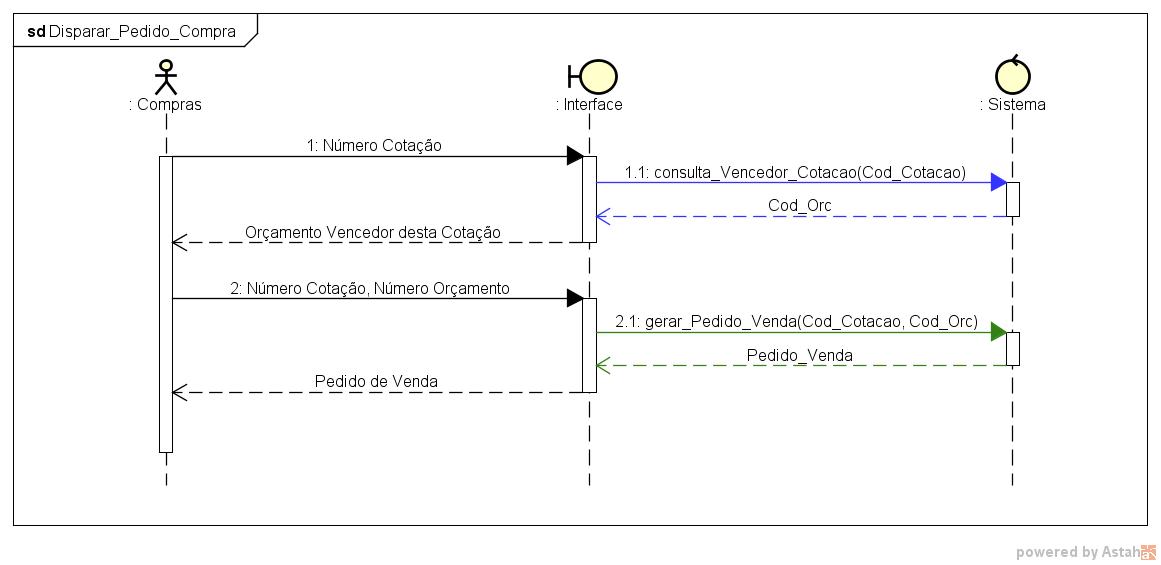 sd Disparar_Pedido_Compra
: Compras
: Interface
: Sistema
1: Número Cotação
1.1: consulta_Vencedor_Cotacao(Cod_Cotacao)
Cod_Orc
Orçamento Vencedor desta Cotação
2: Número Cotação, Número Orçamento
2.1: gerar_Pedido_Venda(Cod_Cotacao, Cod_Orc)
Pedido_Venda
Pedido de Venda
powered by Astah